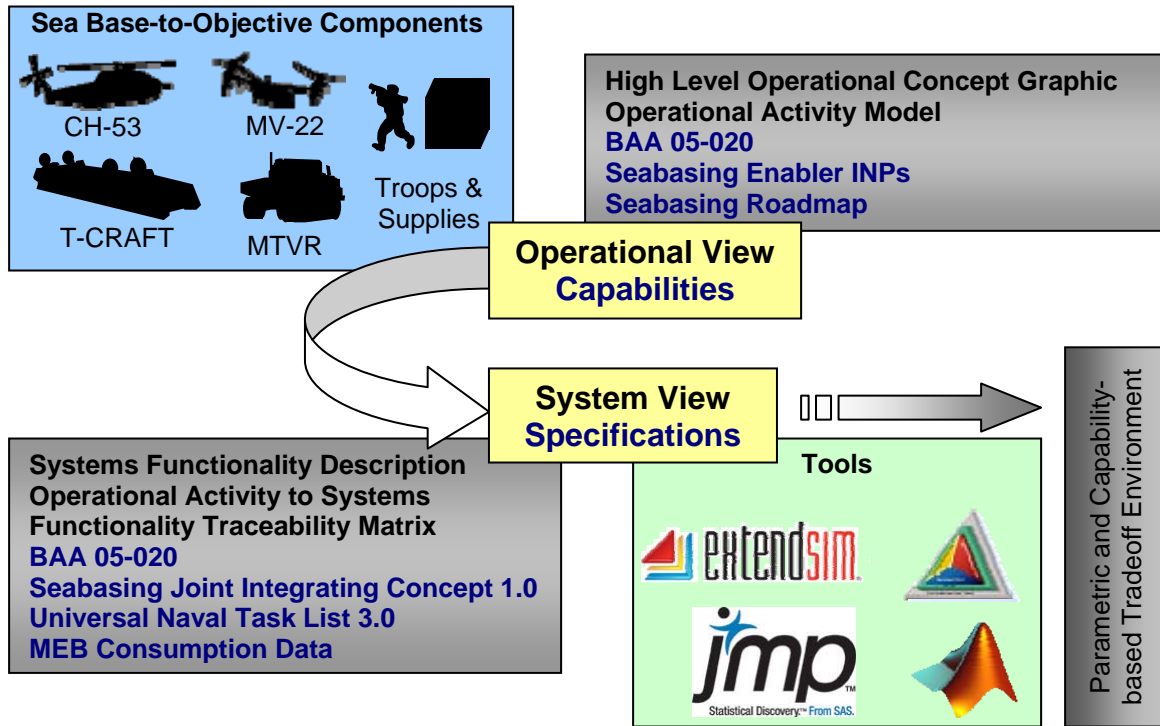 Sea Base-to-Objective Components
CH-53
MV-22
T-CRAFT
MTVR
Troops &
Supplies
High Level Operational Concept Graphic
Operational Activity Model
BAA 05-020
Seabasing Enabler INPs
Seabasing Roadmap
Operational View
Capabilities
System View
Specifications
Systems Functionality Description
Operational Activity to Systems
Functionality Traceability Matrix
BAA 05-020
Seabasing Joint Integrating Concept 1.0
Universal Naval Task List 3.0
MEB Consumption Data
Tools
extendsim
jmp™
Statistical Discovery.™ From SAS.
Parametric and Capability-
based Tradeoff Environment